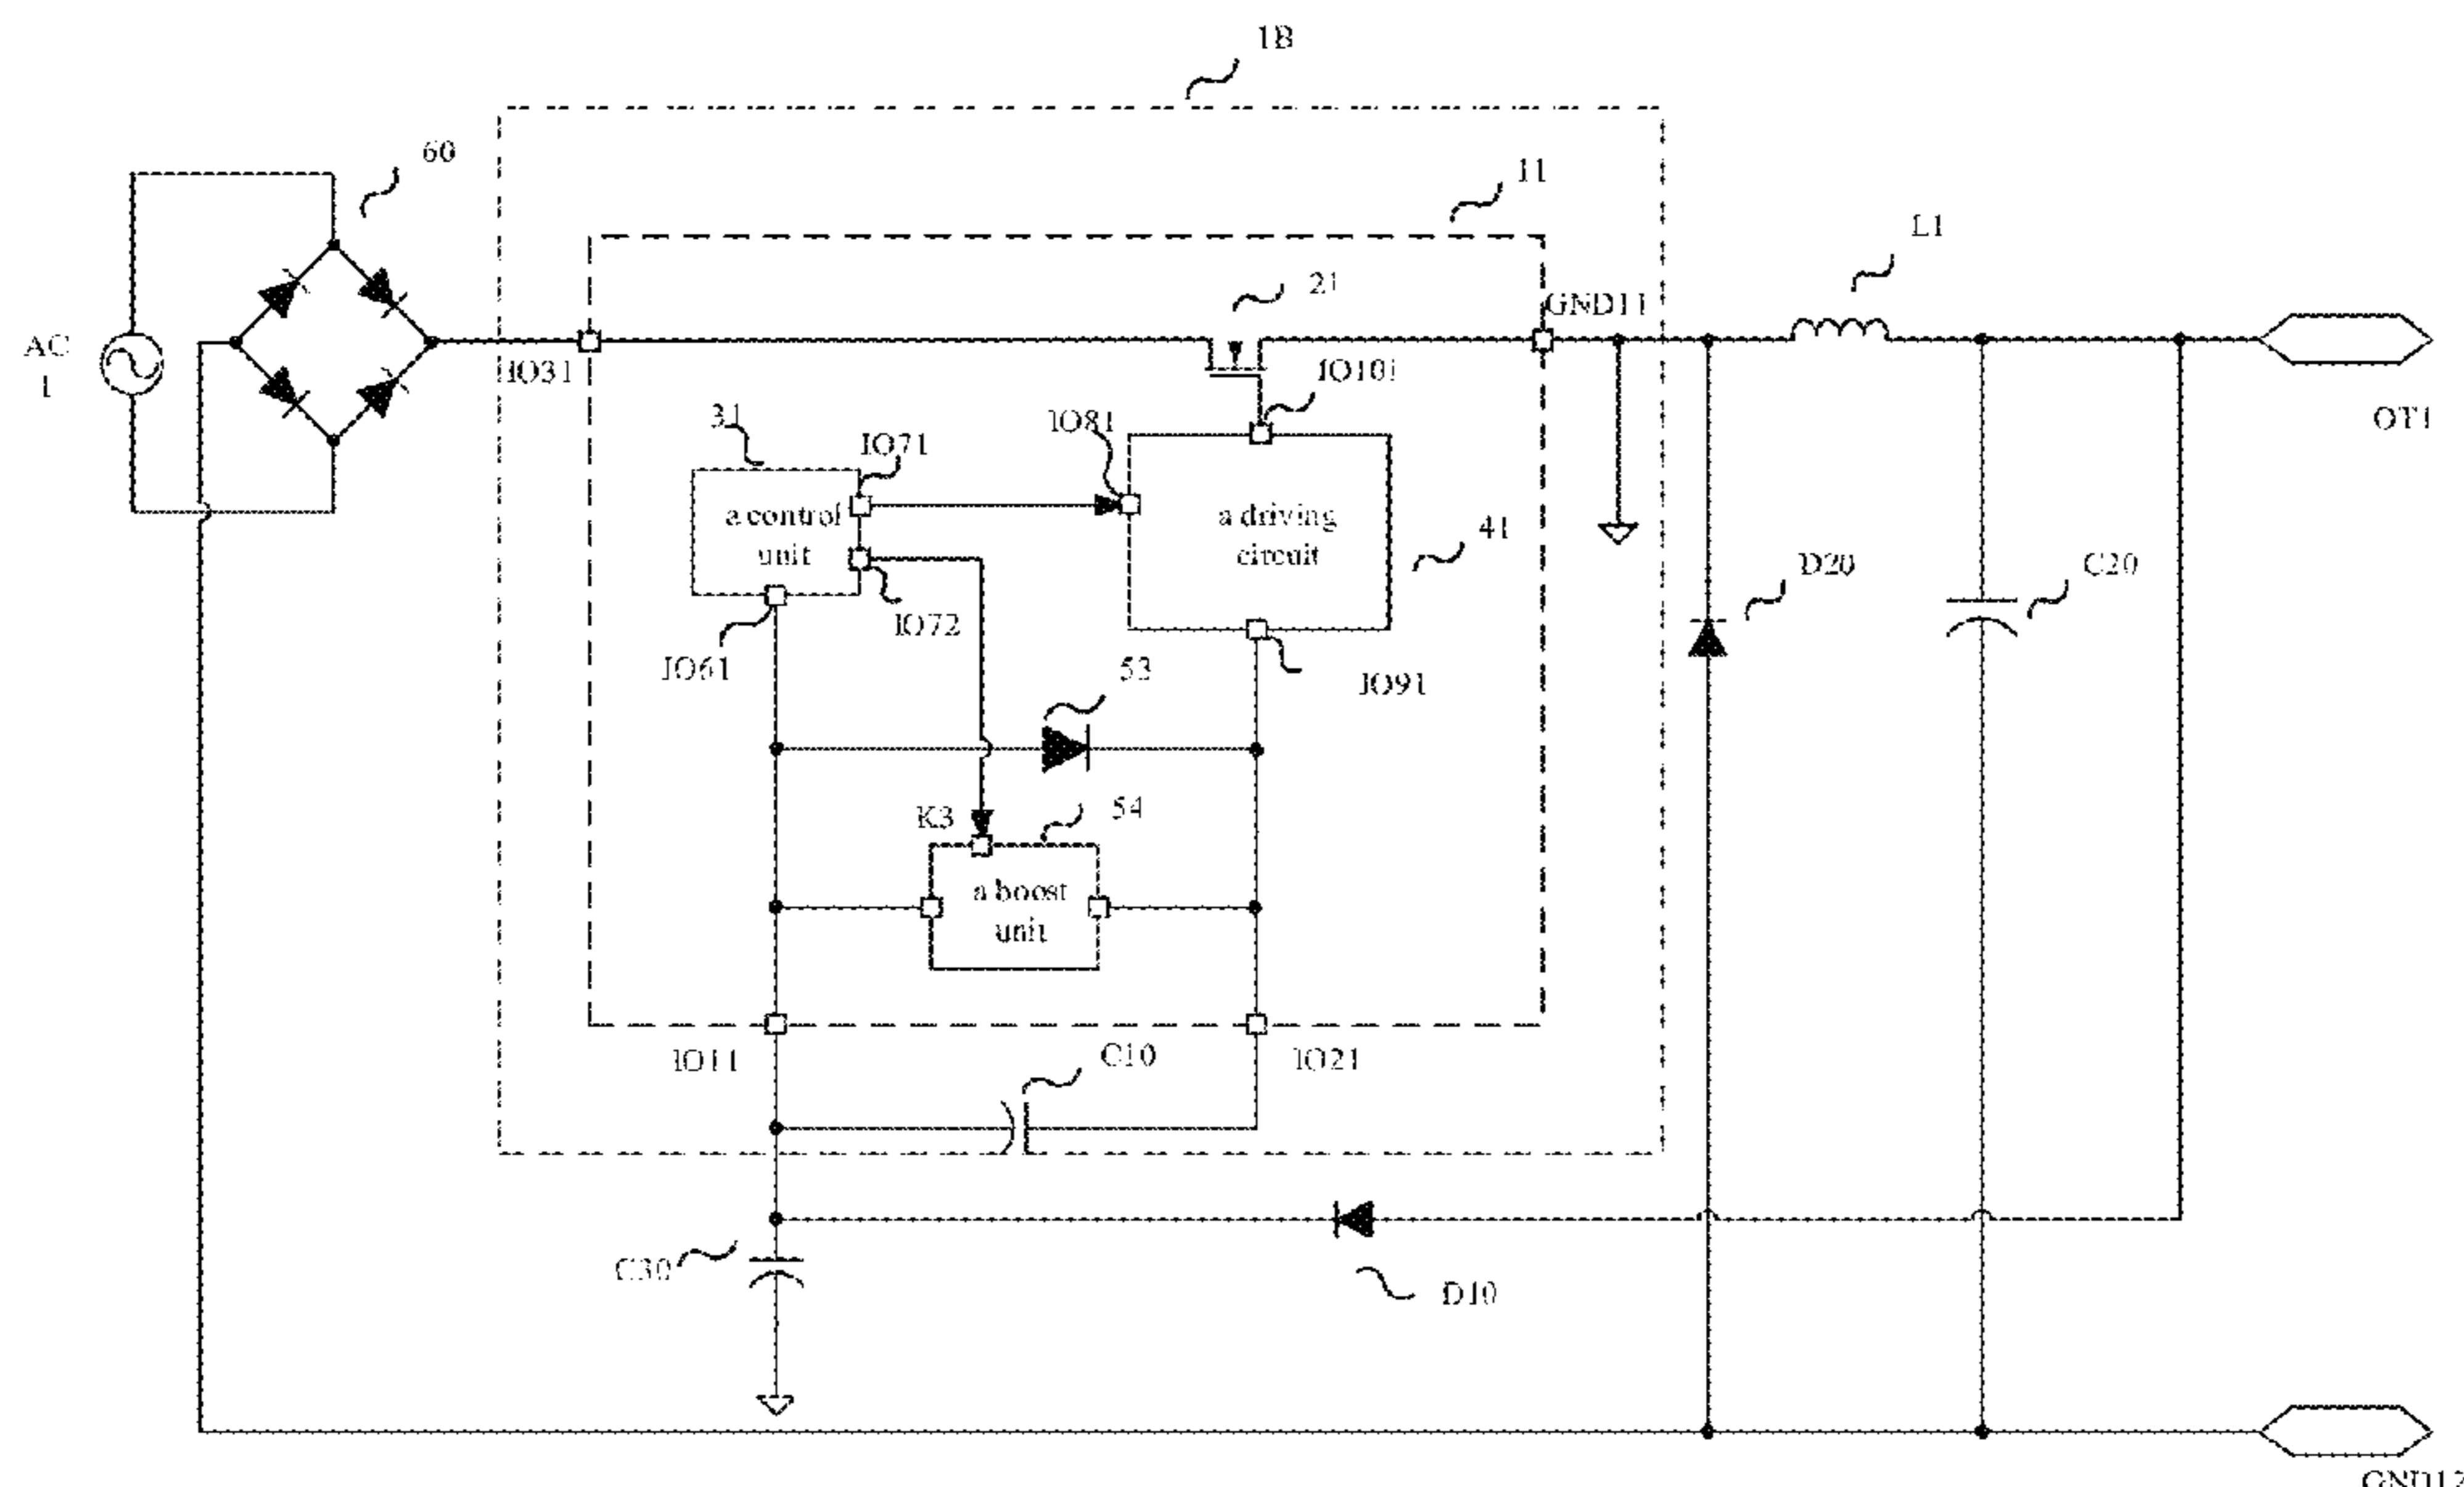 1B
60
11
L1
21
GND11
AC
1
IO31
IO101
OT1
31
IO81
IO71
a control
unit
a driving
circuit
41
D20
C20
IO72
IO61
53
IO91
K3
54
a boost
unit
IO11
C10
IO21
C30
D10